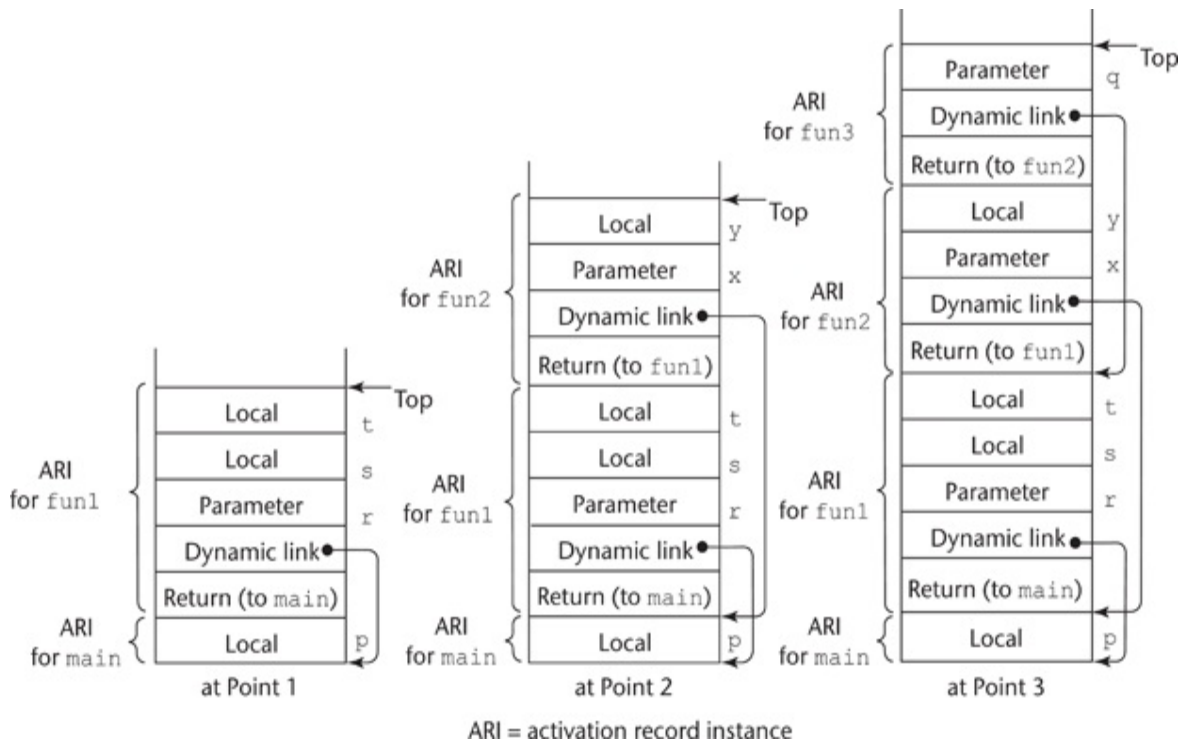 Top
Parameter q
ARI
for fun3
Dynamic link
Return (to fun2)
Local y
Parameter x
ARI
for fun2
Dynamic link
Return (to fun1)
Local t
Local s
ARI
for fun1
Parameter r
Dynamic link
Return (to main)
ARI
for main
Local p
at Point 3
Top
Local y
ARI
for fun2
Parameter x
Dynamic link
Return (to fun1)
Local t
Local s
ARI
for fun1
Parameter r
Dynamic link
Return (to main)
ARI
for main
Local p
at Point 2
Top
Local t
Local s
ARI
for fun1
Parameter r
Dynamic link
Return (to main)
ARI
for main
Local p
at Point 1
ARI = activation record instance